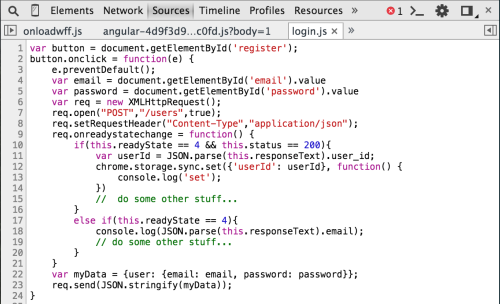 Elements Network Sources Timeline Profiles Resources » 1
onloadwff.js angular-4d9f3d9...c0fd.js?body=1 login.js ×
1 var button = document.getElementById('register');
2 button.onclick = function(e) {
3 e.preventDefault();
4 var email = document.getElementById('email').value
5 var password = document.getElementById('password').value
6 var req = new XMLHttpRequest();
7 req.open("POST","/users",true);
8 req.setRequestHeader("Content-Type","application/json");
9 req.onreadystatechange = function() {
10 if(this.readyState == 4 && this.status == 200){
11 var userId = JSON.parse(this.responseText).user_id;
12 chrome.storage.sync.set({'userId': userId}, function() {
13 console.log('set');
14 })
15 // do some other stuff...
16 }
17 else if(this.readyState == 4){
18 console.log(JSON.parse(this.responseText).email);
19 // do some other stuff...
20 }
21 }
22 var myData = {user: {email: email, password: password}};
23 req.send(JSON.stringify(myData));
24 }